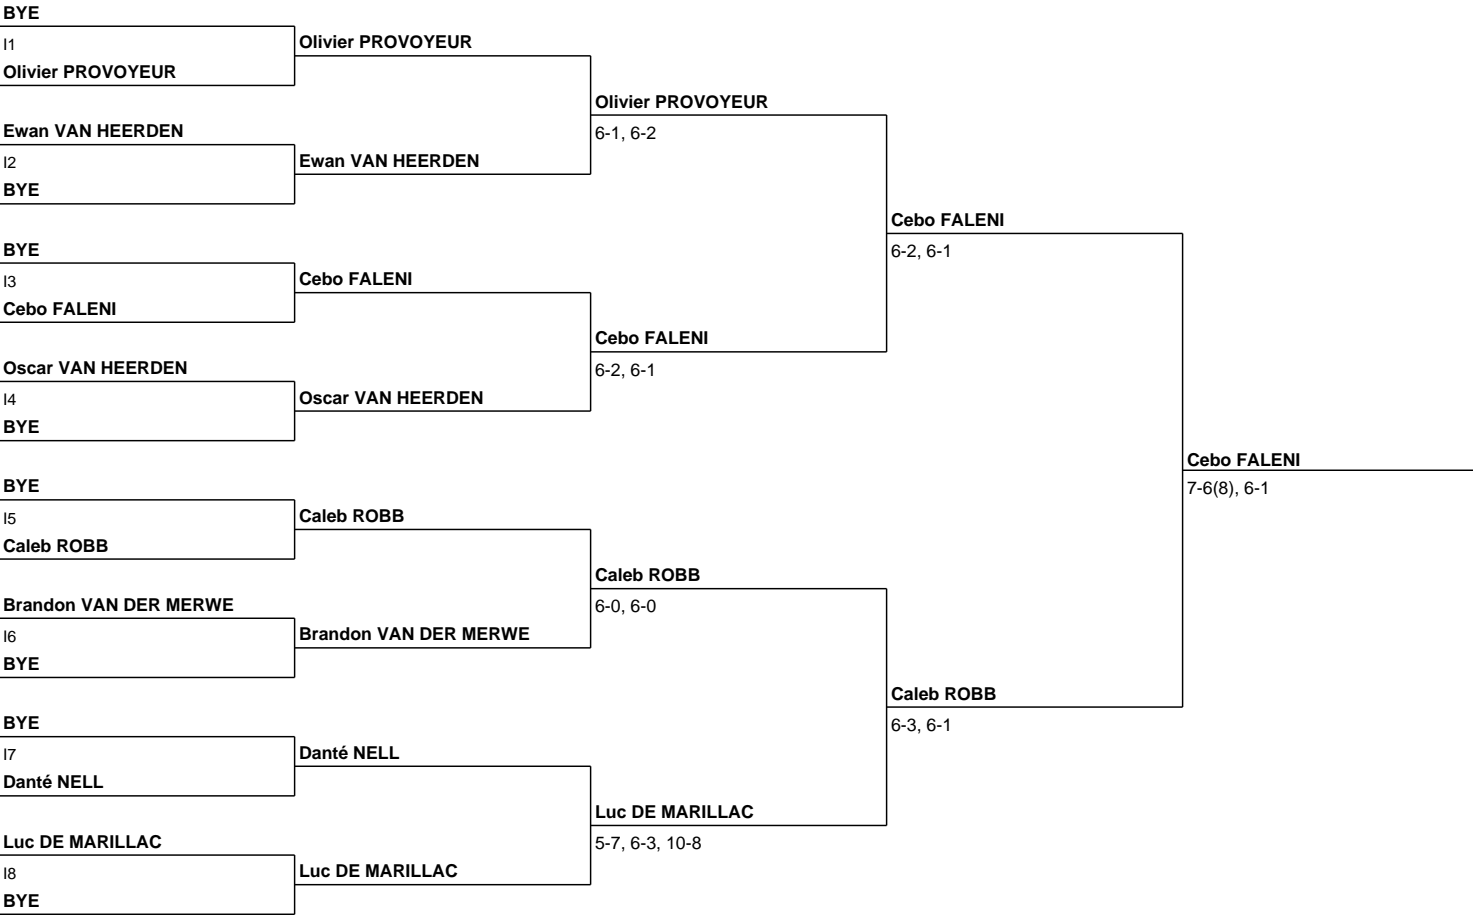 BYE
I1
Olivier PROVOYEUR
Ewan VAN HEERDEN
I2
BYE
BYE
I3
Cebo FALENI
Oscar VAN HEERDEN
I4
BYE
BYE
I5
Caleb ROBB
Brandon VAN DER MERWE
I6
BYE
BYE
I7
Danté NELL
Luc DE MARILLAC
I8
BYE
Olivier PROVOYEUR
Ewan VAN HEERDEN
Cebo FALENI
Oscar VAN HEERDEN
Caleb ROBB
Brandon VAN DER MERWE
Danté NELL
Luc DE MARILLAC
Olivier PROVOYEUR
6-1, 6-2
Cebo FALENI
6-2, 6-1
Caleb ROBB
6-0, 6-0
Luc DE MARILLAC
5-7, 6-3, 10-8
Cebo FALENI
6-2, 6-1
Caleb ROBB
6-3, 6-1
Cebo FALENI
7-6(8), 6-1